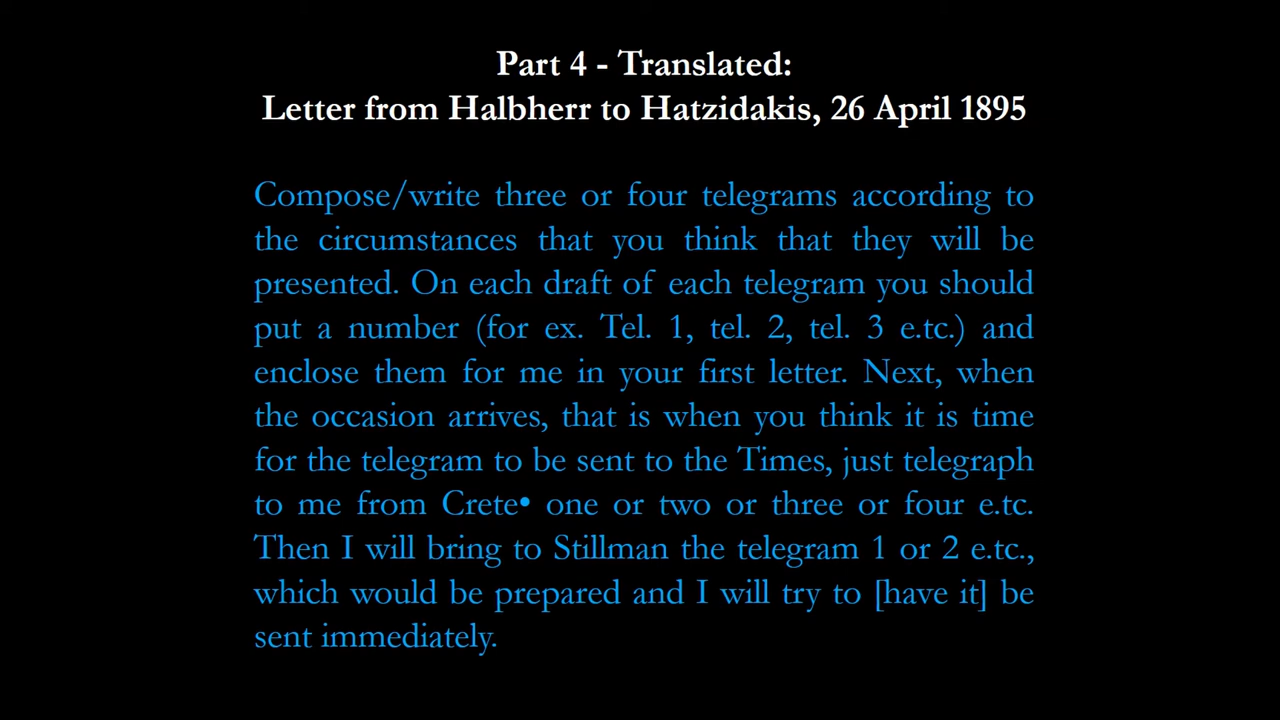 Part 4 - Translated:
Letter from Halbherr to Hatzidakis, 26 April 1895
Compose/write three or four telegrams according to
the circumstances that you think that they will be
presented. On each draft of each telegram you should
put a number (for ex. Tel. 1, tel. 2, tel. 3 e.tc.) and
enclose them for me in your first letter. Next, when
the occasion arrives, that is when you think it is time
for the telegram to be sent to the Times, just telegraph
to me from Crete• one or two or three or four e.tc.
Then I will bring to Stillman the telegram 1 or 2 e.tc.,
which would be prepared and I will try to [have it] be
sent immediately.